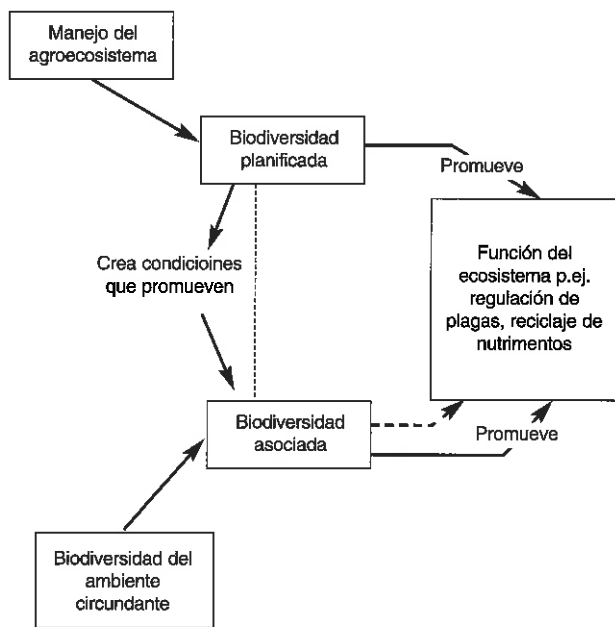 Manejo del
agroecosistema
Biodiversidad
planificada
Promueve
Crea condicioines
que promueven
Función del
ecosistema p.ej.
regulación de
plagas, reciclaje de
nutrimentos
Biodiversidad
asociada
Promueve
Biodiversidad del
ambiente
circundante